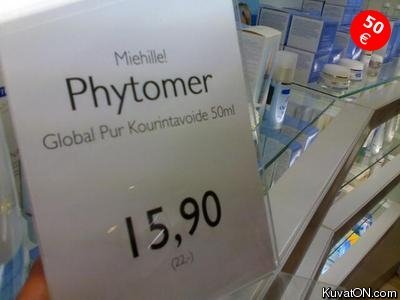 50
€
Miehille!
Phytomer
Global Pur Kourintavoide 50ml
15,90
(22,-)
KuvatON.com